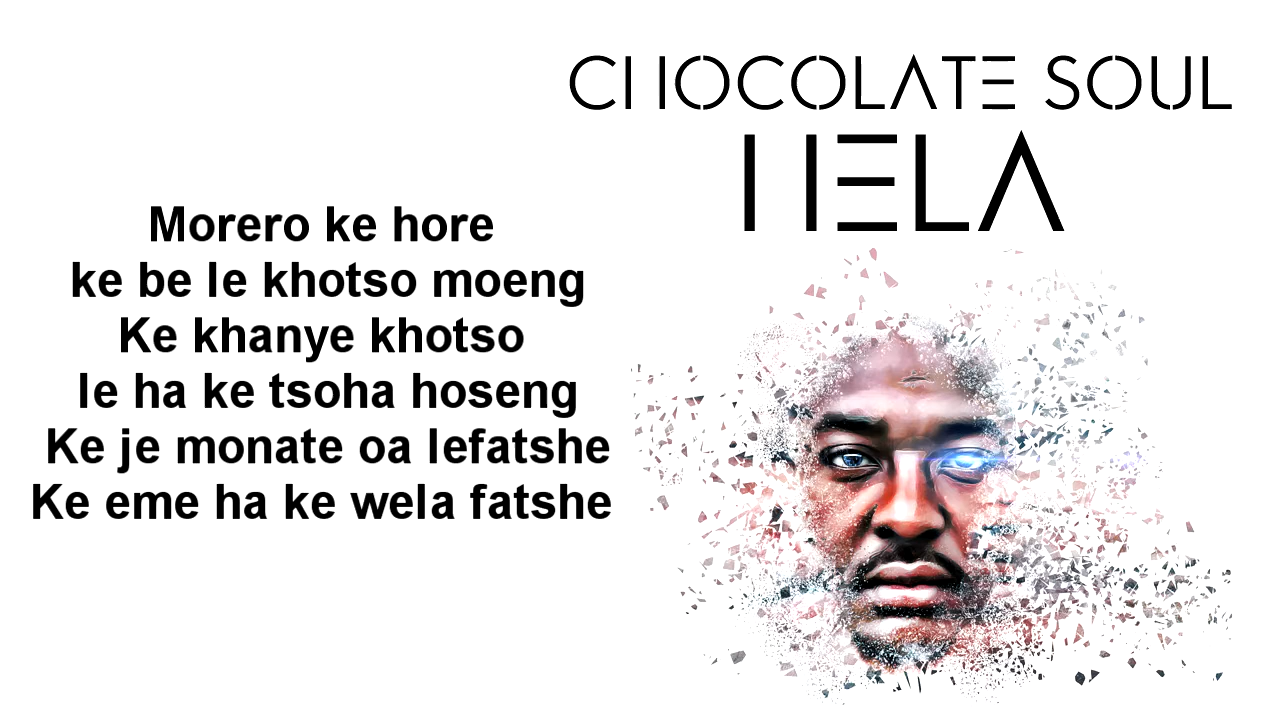 CHOCOLATE SOUL
HELA
Morero ke hore
ke be le khotso moeng
Ke khanye khotso
le ha ke tsoha hoseng
Ke je monate oa lefatshe
Ke eme ha ke wela fatshe